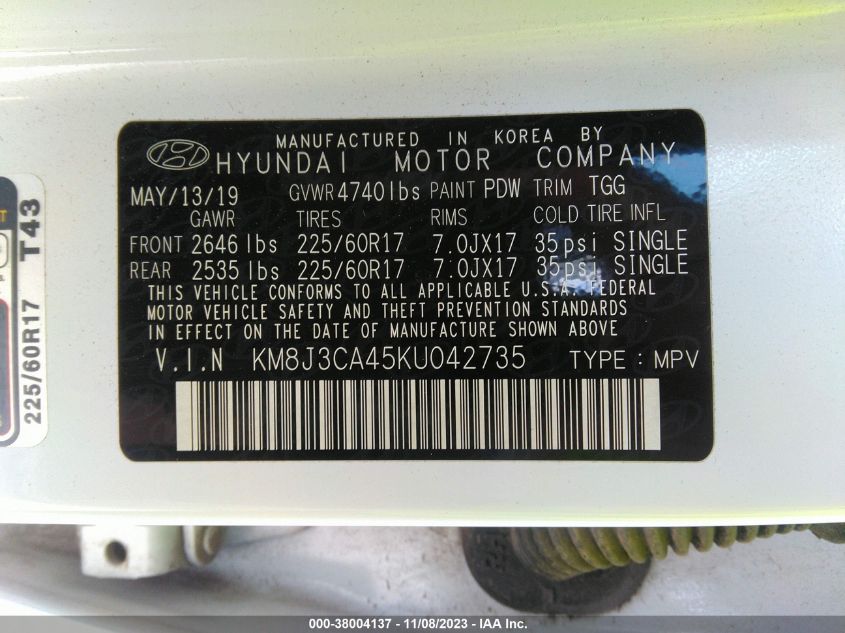 MANUFACTURED IN KOREA BY
HYUNDAI MOTOR COMPANY
MAY/13/19 GVWR 4740lbs PAINT PDW TRIM TGG
GAWR TIRES RIMS COLD TIRE INFL
FRONT 2646 lbs 225/60R17 7.0JX17 35psi SINGLE
REAR 2535 lbs 225/60R17 7.0JX17 35psi SINGLE
THIS VEHICLE CONFORMS TO ALL APPLICABLE U.S.A. FEDERAL
MOTOR VEHICLE SAFETY AND THEFT PREVENTION STANDARDS
IN EFFECT ON THE DATE OF MANUFACTURE SHOWN ABOVE
V.I.N KM8J3CA45KU042735 TYPE : MPV
225/60R17 T43
000-38004137 - 11/08/2023 - IAA Inc.